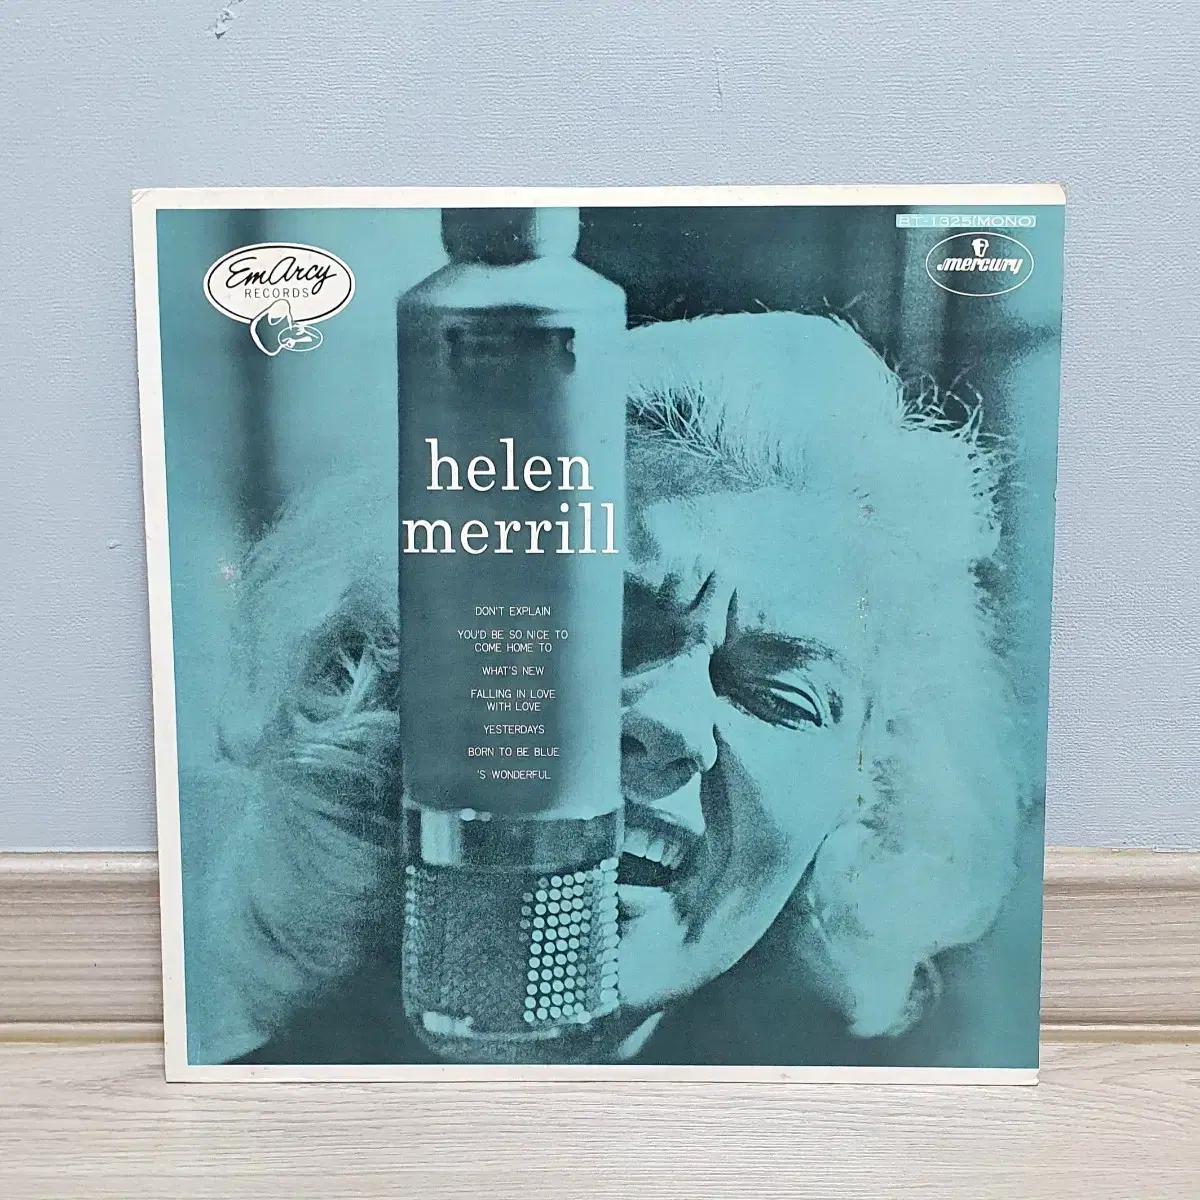 BT-1325(MONO)
EmArcy
RECORDS
mercury
helen
merrill
DON'T EXPLAIN
YOU'D BE SO NICE TO
COME HOME TO
WHAT'S NEW
FALLING IN LOVE
WITH LOVE
YESTERDAYS
BORN TO BE BLUE
'S WONDERFUL